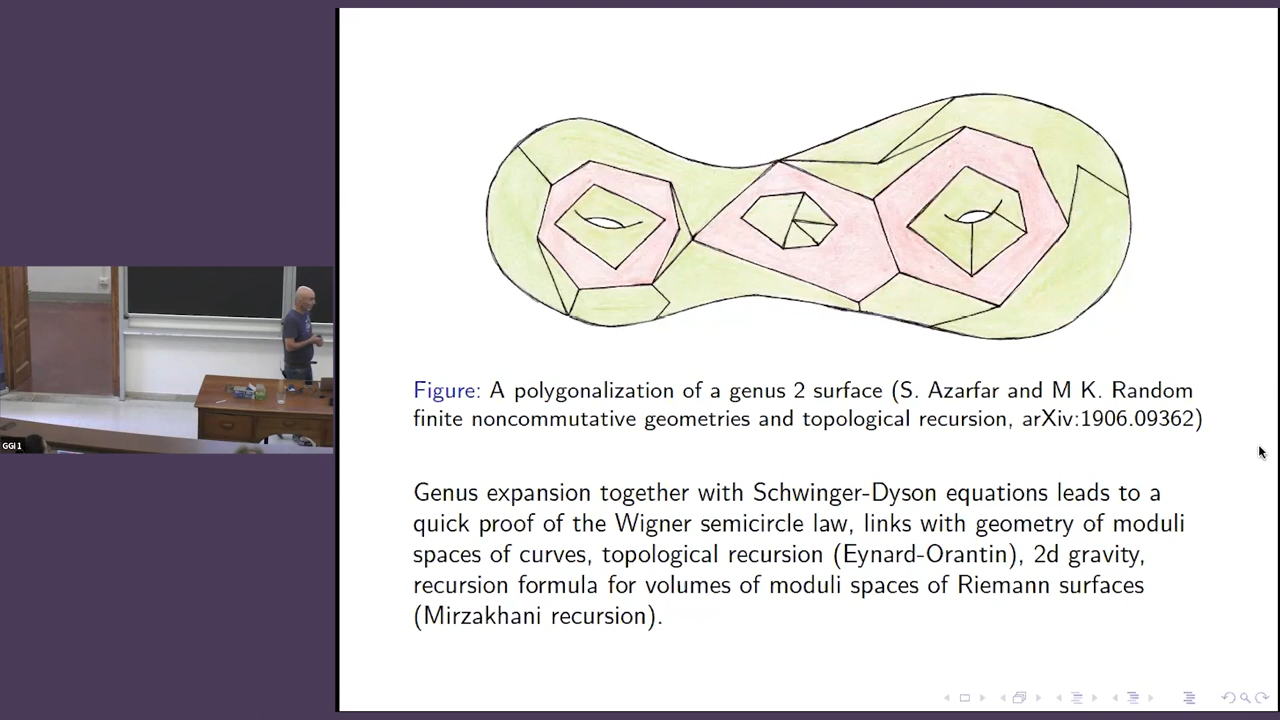 Figure: A polygonalization of a genus 2 surface (S. Azarfar and M K. Random
finite noncommutative geometries and topological recursion, arXiv:1906.09362)
Genus expansion together with Schwinger-Dyson equations leads to a
quick proof of the Wigner semicircle law, links with geometry of moduli
spaces of curves, topological recursion (Eynard-Orantin), 2d gravity,
recursion formula for volumes of moduli spaces of Riemann surfaces
(Mirzakhani recursion).
GGI 1